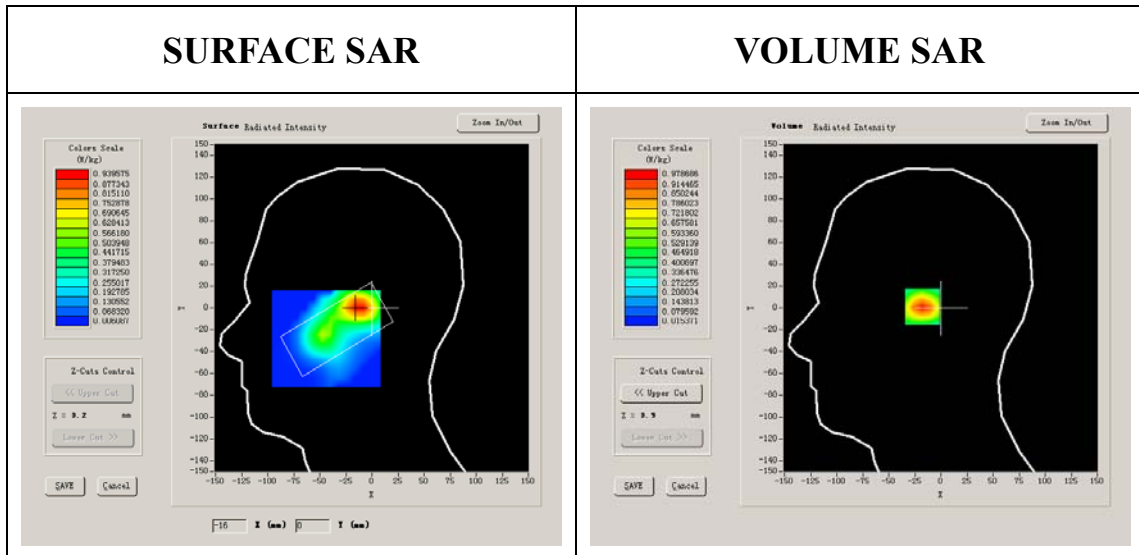 SURFACE SAR
Surface Radiated Intensity
Zoom In/Out
Colors Scale
(W/kg)
0.939575
0.877343
0.815110
0.752878
0.690645
0.628413
0.566180
0.503948
0.441715
0.379483
0.317250
0.255017
0.192785
0.130552
0.068320
0.006087
150
140
120
100
80
60
40
20
0
-20
-40
-60
-80
-100
-120
-140
-150
Y
-150 -125 -100 -75 -50 -25 0 25 50 75 100 125 150
X
Z-Cuts Control
<< Upper Cut
Z = mm
Lower Cut >>
SAVE Cancel
-16 X (mm) 0 Y (mm)
VOLUME SAR
Volume Radiated Intensity
Zoom In/Out
Colors Scale
(W/kg)
0.978686
0.914465
0.850244
0.786023
0.721802
0.657581
0.593360
0.529139
0.464918
0.400697
0.336476
0.272255
0.208034
0.143813
0.079592
0.015371
150
140
120
100
80
60
40
20
0
-20
-40
-60
-80
-100
-120
-140
-150
Y
-150 -125 -100 -75 -50 -25 0 25 50 75 100 125 150
X
Z-Cuts Control
<< Upper Cut
Z = mm
Lower Cut >>
SAVE Cancel